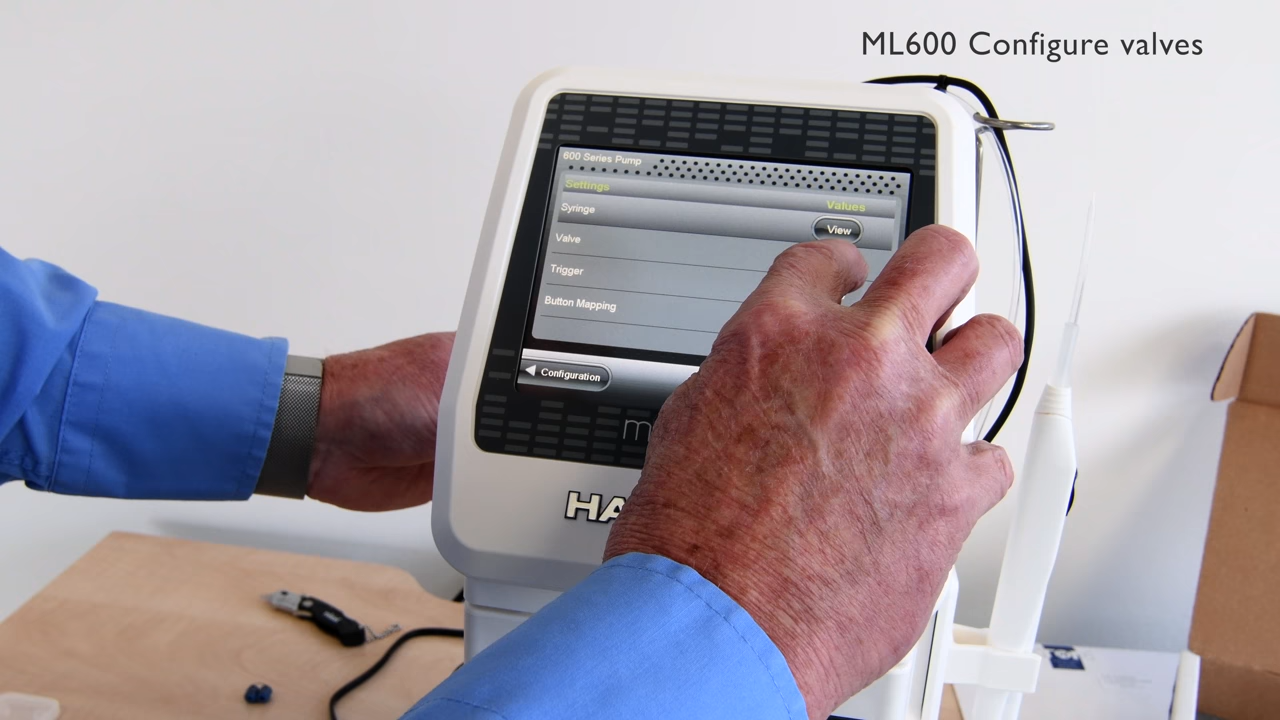 ML600 Configure valves
600 Series Pump
Settings Values
Syringe View
Valve
Trigger
Button Mapping
Configuration
m
HA